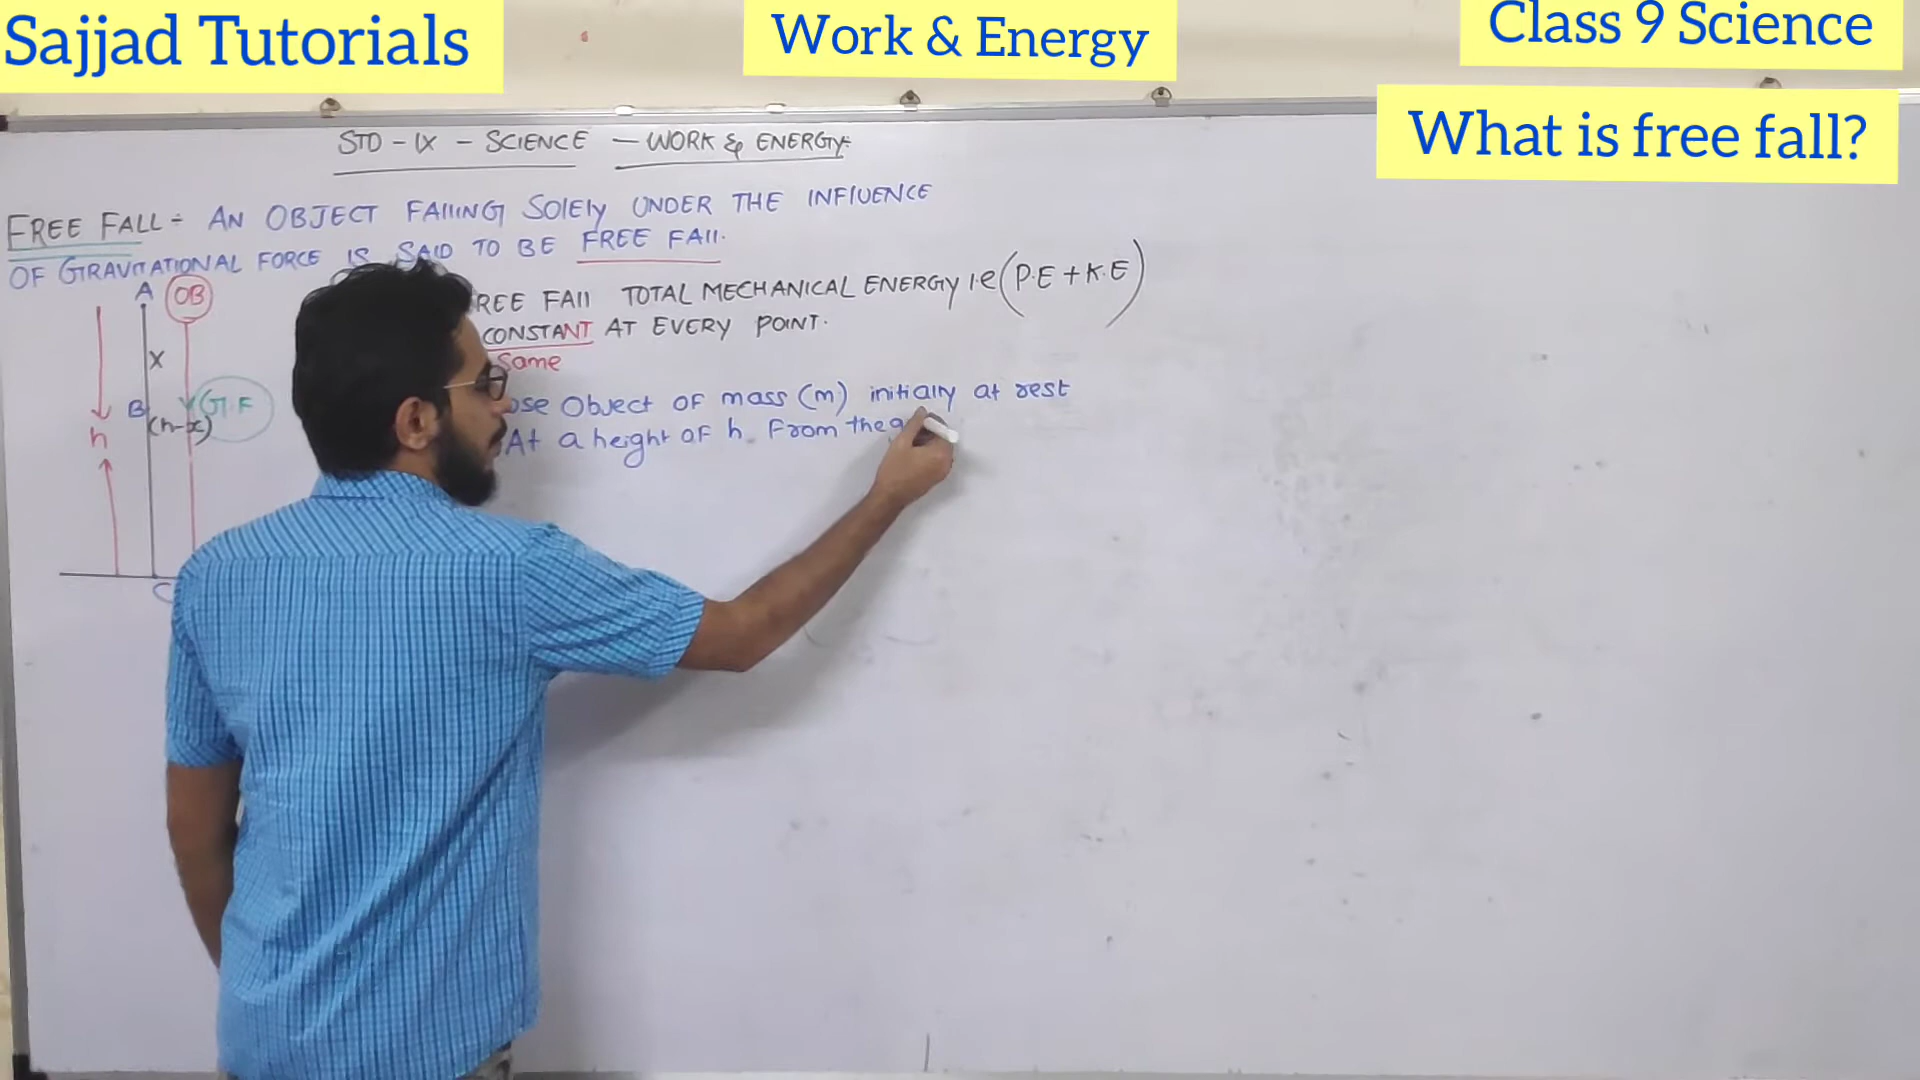 Sajjad Tutorials
Work & Energy
Class 9 Science
What is free fall?
STD - IX - SCIENCE - WORK & ENERGY:
FREE FALL ÷ AN OBJECT FAllING SOlEly UNDER THE INFlUENCE
OF GRAVITATIONAL FORCE IS SAID TO BE FREE FAll.
REE FAll TOTAL MECHANICAL ENERGY i.e (P.E + K.E)
CONSTANT AT EVERY POINT.
Same
ose Object OF mass (m) initially at rest
At a height OF h From the
A
OB
X
B
G.F
(h-x)
h
C